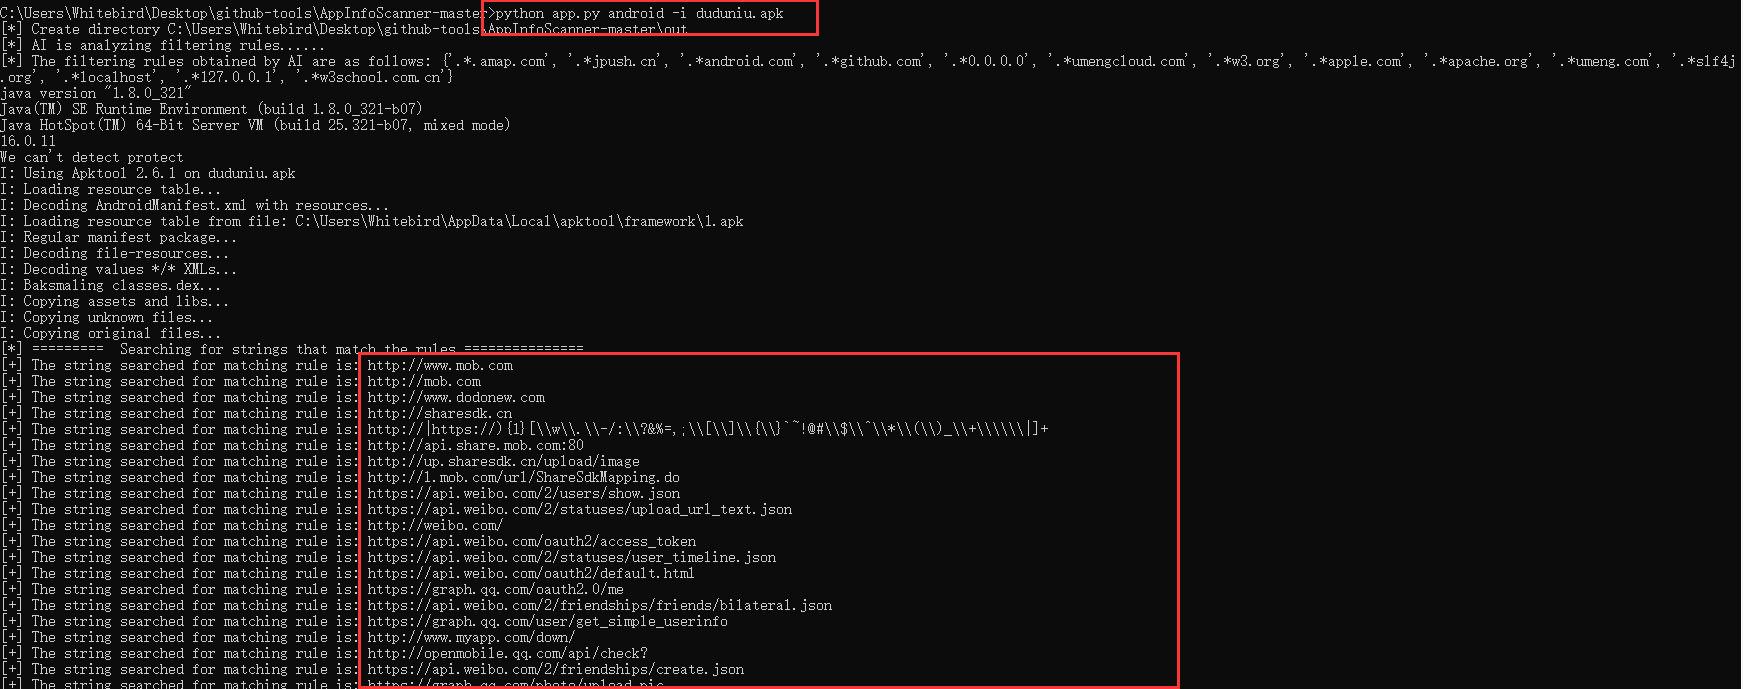 C:\Users\Whitebird\Desktop\github-tools\AppInfoScanner-master>python app.py android -i duduniu.apk
[*] Create directory C:\Users\Whitebird\Desktop\github-tools\AppInfoScanner-master\out
[*] AI is analyzing filtering rules......
[*] The filtering rules obtained by AI are as follows: {'.*.amap.com', '.*jpush.cn', '.*android.com', '.*github.com', '.*0.0.0.0', '.*umengcloud.com', '.*w3.org', '.*apple.com', '.*apache.org', '.*umeng.com', '.*slf4j
.org', '.*localhost', '.*127.0.0.1', '.*w3school.com.cn'}
java version "1.8.0_321"
Java(TM) SE Runtime Environment (build 1.8.0_321-b07)
Java HotSpot(TM) 64-Bit Server VM (build 25.321-b07, mixed mode)
16.0.11
We can't detect protect
I: Using Apktool 2.6.1 on duduniu.apk
I: Loading resource table...
I: Decoding AndroidManifest.xml with resources...
I: Loading resource table from file: C:\Users\Whitebird\AppData\Local\apktool\framework\1.apk
I: Regular manifest package...
I: Decoding file-resources...
I: Decoding values */* XMLs...
I: Baksmaling classes.dex...
I: Copying assets and libs...
I: Copying unknown files...
I: Copying original files...
[*] =========  Searching for strings that match the rules ===============
[+] The string searched for matching rule is: http://www.mob.com
[+] The string searched for matching rule is: http://mob.com
[+] The string searched for matching rule is: http://www.dodonew.com
[+] The string searched for matching rule is: http://sharesdk.cn
[+] The string searched for matching rule is: http://|https://){1}[\\w\\.\\-/:\\?&%=,;\\[\\]\\{\\}`~!@#\\$\\^\\*\\(\\)_\\+\\\\\\|]+
[+] The string searched for matching rule is: http://api.share.mob.com:80
[+] The string searched for matching rule is: http://up.sharesdk.cn/upload/image
[+] The string searched for matching rule is: http://l.mob.com/url/ShareSdkMapping.do
[+] The string searched for matching rule is: https://api.weibo.com/2/users/show.json
[+] The string searched for matching rule is: https://api.weibo.com/2/statuses/upload_url_text.json
[+] The string searched for matching rule is: http://weibo.com/
[+] The string searched for matching rule is: https://api.weibo.com/oauth2/access_token
[+] The string searched for matching rule is: https://api.weibo.com/2/statuses/user_timeline.json
[+] The string searched for matching rule is: https://api.weibo.com/oauth2/default.html
[+] The string searched for matching rule is: https://graph.qq.com/oauth2.0/me
[+] The string searched for matching rule is: https://api.weibo.com/2/friendships/friends/bilateral.json
[+] The string searched for matching rule is: https://graph.qq.com/user/get_simple_userinfo
[+] The string searched for matching rule is: http://www.myapp.com/down/
[+] The string searched for matching rule is: http://openmobile.qq.com/api/check?
[+] The string searched for matching rule is: https://api.weibo.com/2/friendships/create.json
[+] The string searched for matching rule is: https://graph.qq.com/photo/upload_pic